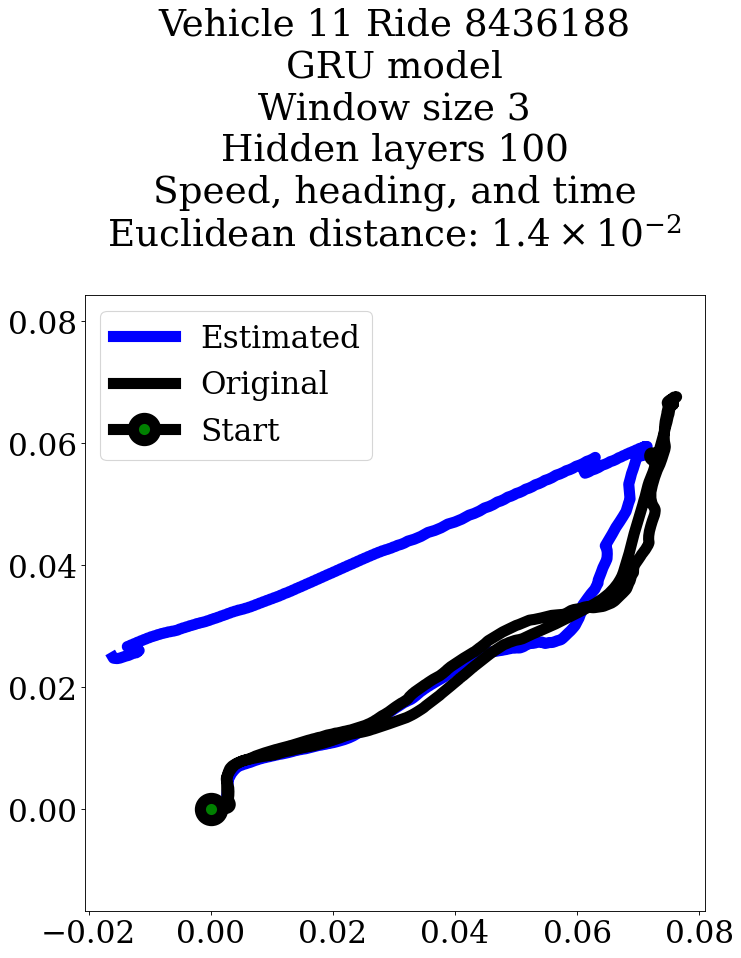 Vehicle 11 Ride 8436188
GRU model
Window size 3
Hidden layers 100
Speed, heading, and time
Euclidean distance: 1.4 × 10⁻²
Estimated
Original
Start
0.08
0.06
0.04
0.02
0.00
−0.02 0.00 0.02 0.04 0.06 0.08